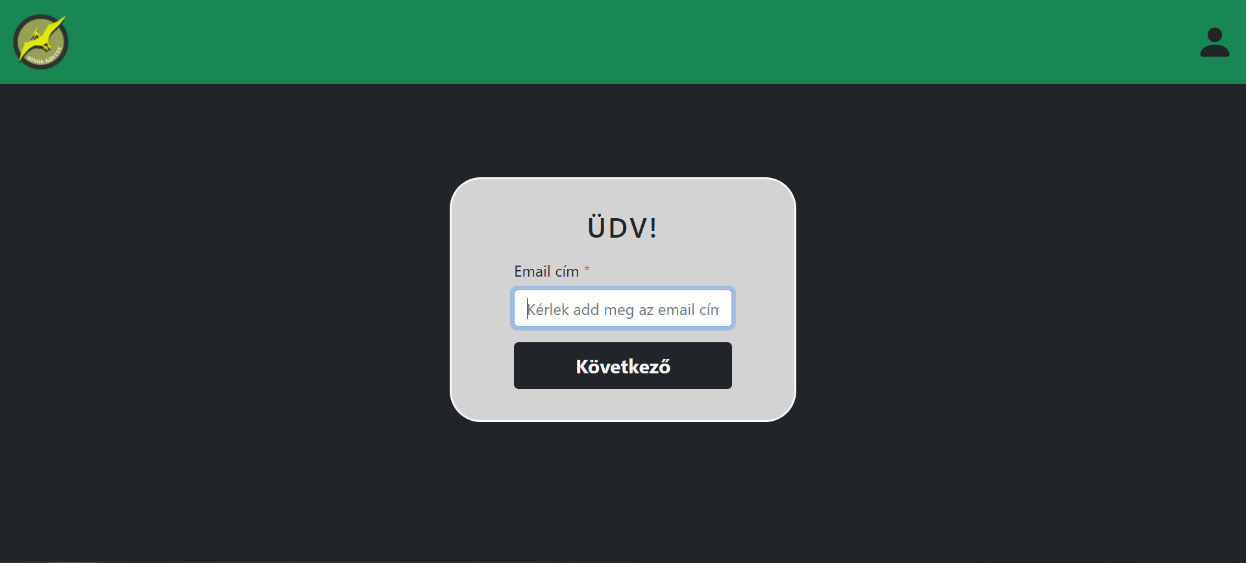 ÜDV!
Email cím *
Kérlek add meg az email cím
Következő